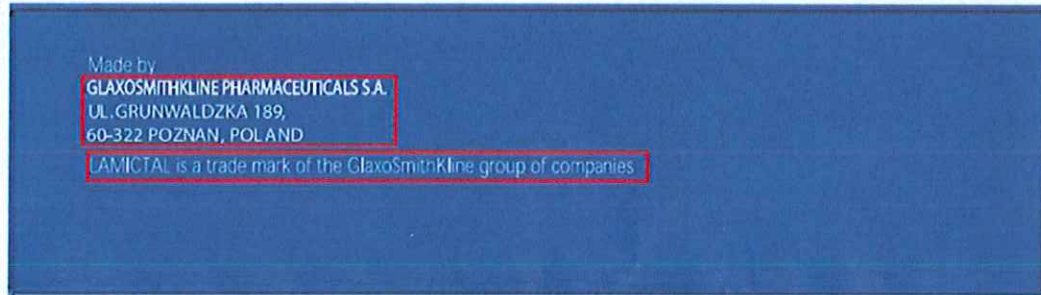 Made by
GLAXOSMITHKLINE PHARMACEUTICALS S.A.
UL.GRUNWALDZKA 189,
60-322 POZNAN, POLAND
LAMICTAL is a trade mark of the GlaxoSmithKline group of companies